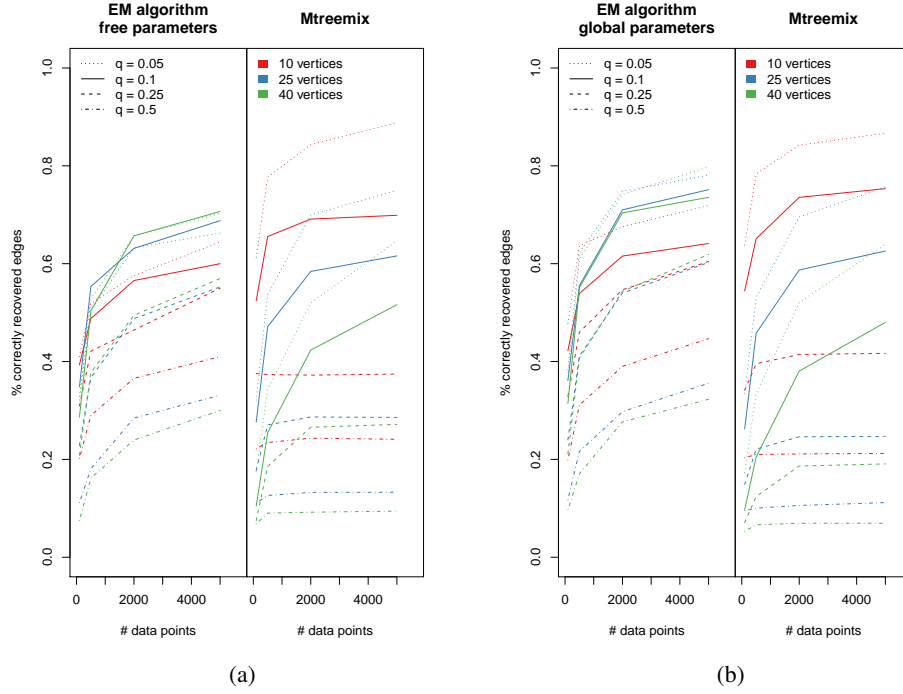 EM algorithm
free parameters
Mtreemix
EM algorithm
global parameters
Mtreemix
% correctly recovered edges
1.0
0.8
0.6
0.4
0.2
0.0
q = 0.05
q = 0.1
q = 0.25
q = 0.5
10 vertices
25 vertices
40 vertices
0 2000 4000
0 2000 4000
# data points
# data points
(a)
% correctly recovered edges
1.0
0.8
0.6
0.4
0.2
0.0
q = 0.05
q = 0.1
q = 0.25
q = 0.5
10 vertices
25 vertices
40 vertices
0 2000 4000
0 2000 4000
# data points
# data points
(b)